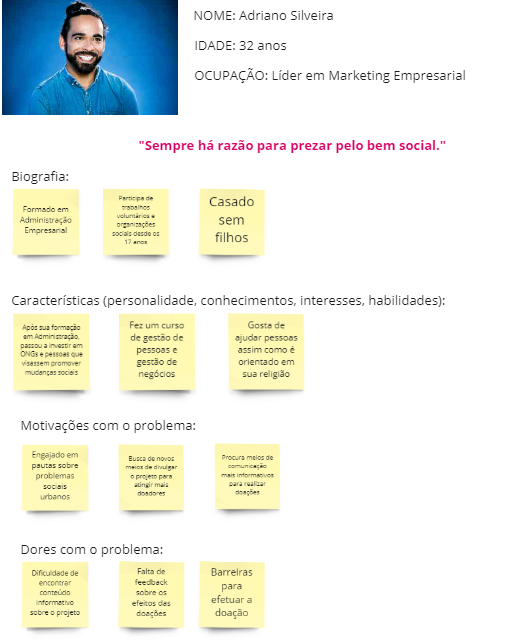 NOME: Adriano Silveira
IDADE: 32 anos
OCUPAÇÃO: Líder em Marketing Empresarial
"Sempre há razão para prezar pelo bem social."
Biografia:
Formado em
Administração
Empresarial
Participa de
trabalhos
voluntários e
organizações
sociais desde os
17 anos
Casado
sem
filhos
Características (personalidade, conhecimentos, interesses, habilidades):
Após sua formação
em Administração,
passou a investir em
ONGs e pessoas que
visassem promover
mudanças sociais
Fez um curso
de gestão de
pessoas e
gestão de
negócios
Gosta de
ajudar pessoas
assim como é
orientado em
sua religião
Motivações com o problema:
Engajado em
pautas sobre
problemas
sociais
urbanos
Busca de novos
meios de divulgar
o projeto para
atingir mais
doadores
Procura meios de
comunicação
mais informativos
para realizar
doações
Dores com o problema:
Dificuldade de
encontrar
conteúdo
informativo
sobre o projeto
Falta de
feedback
sobre os
efeitos das
doações
Barreiras
para
efetuar a
doação